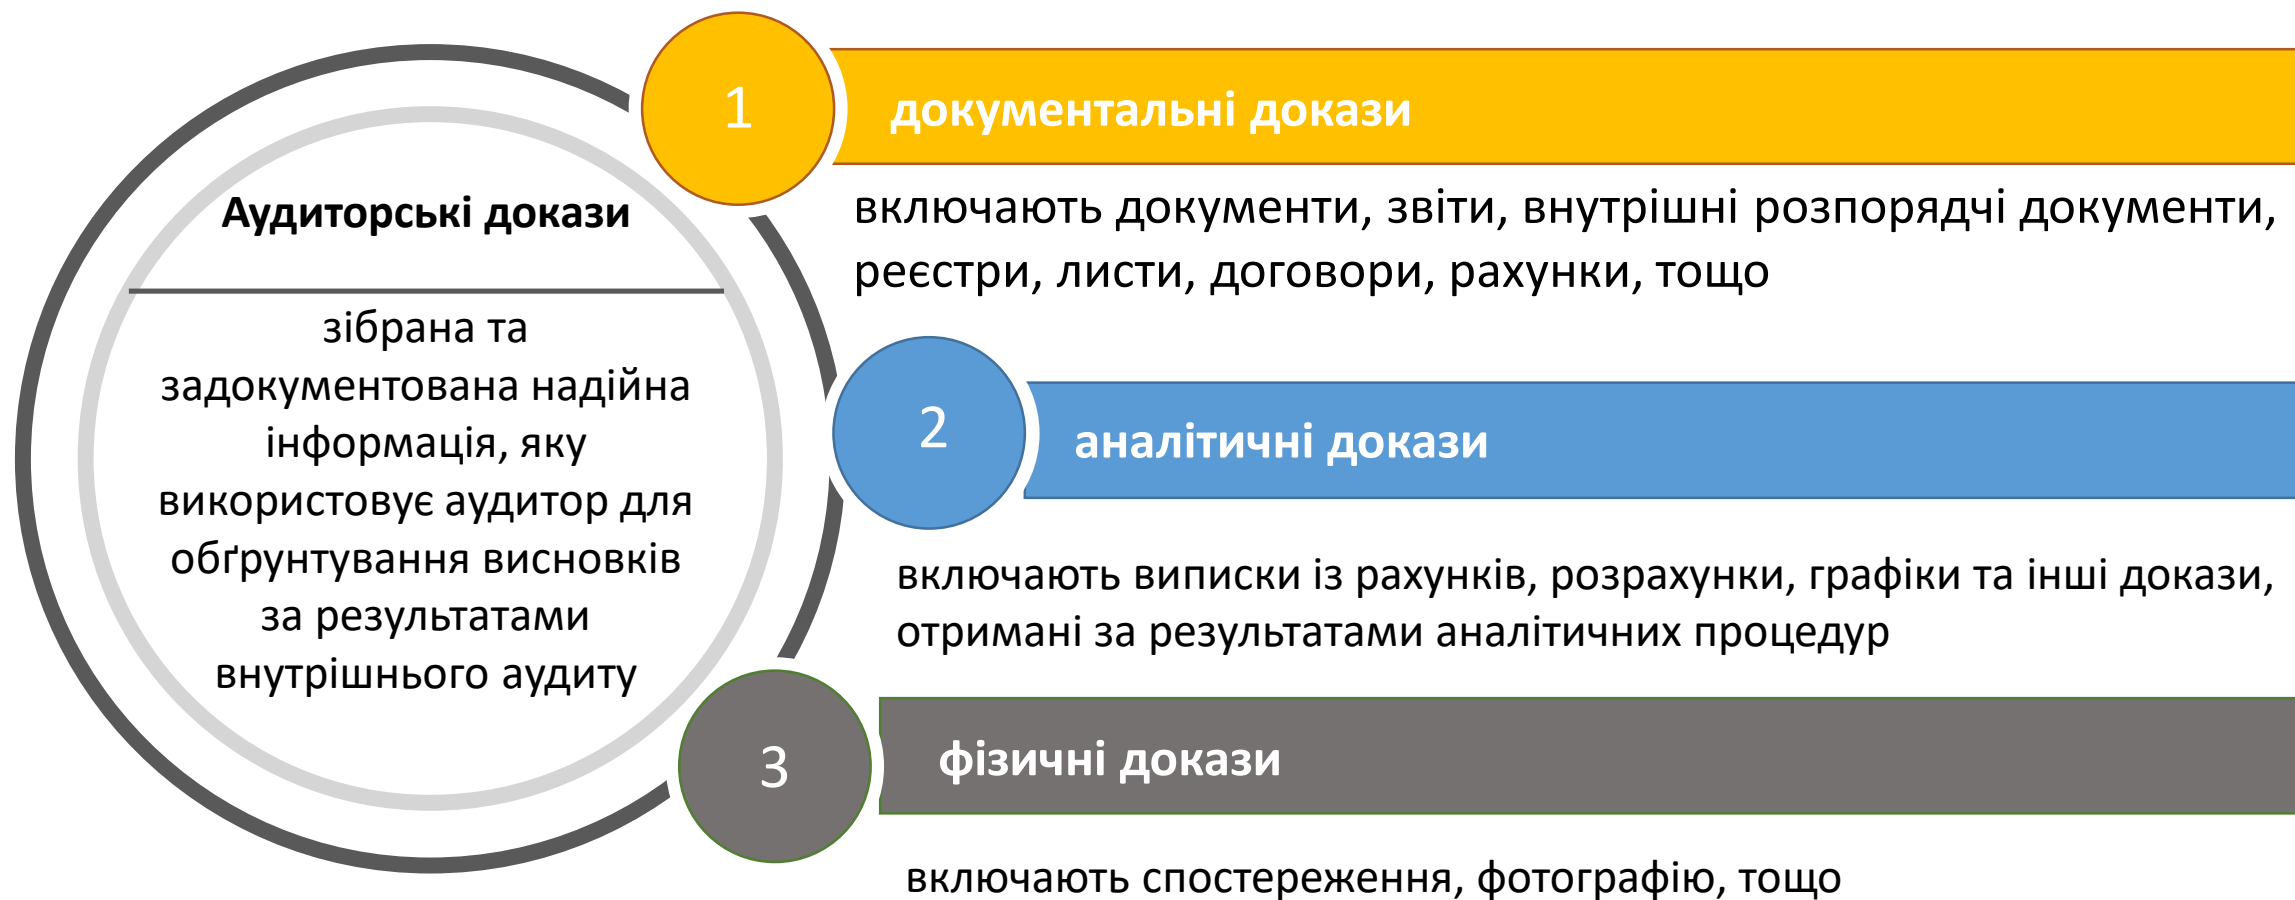 Аудиторські докази
зібрана та
задокументована надійна
інформація, яку
використовує аудитор для
обґрунтування висновків
за результатами
внутрішнього аудиту
1
документальні докази
включають документи, звіти, внутрішні розпорядчі документи,
реєстри, листи, договори, рахунки, тощо
2
аналітичні докази
включають виписки із рахунків, розрахунки, графіки та інші докази,
отримані за результатами аналітичних процедур
3
фізичні докази
включають спостереження, фотографію, тощо